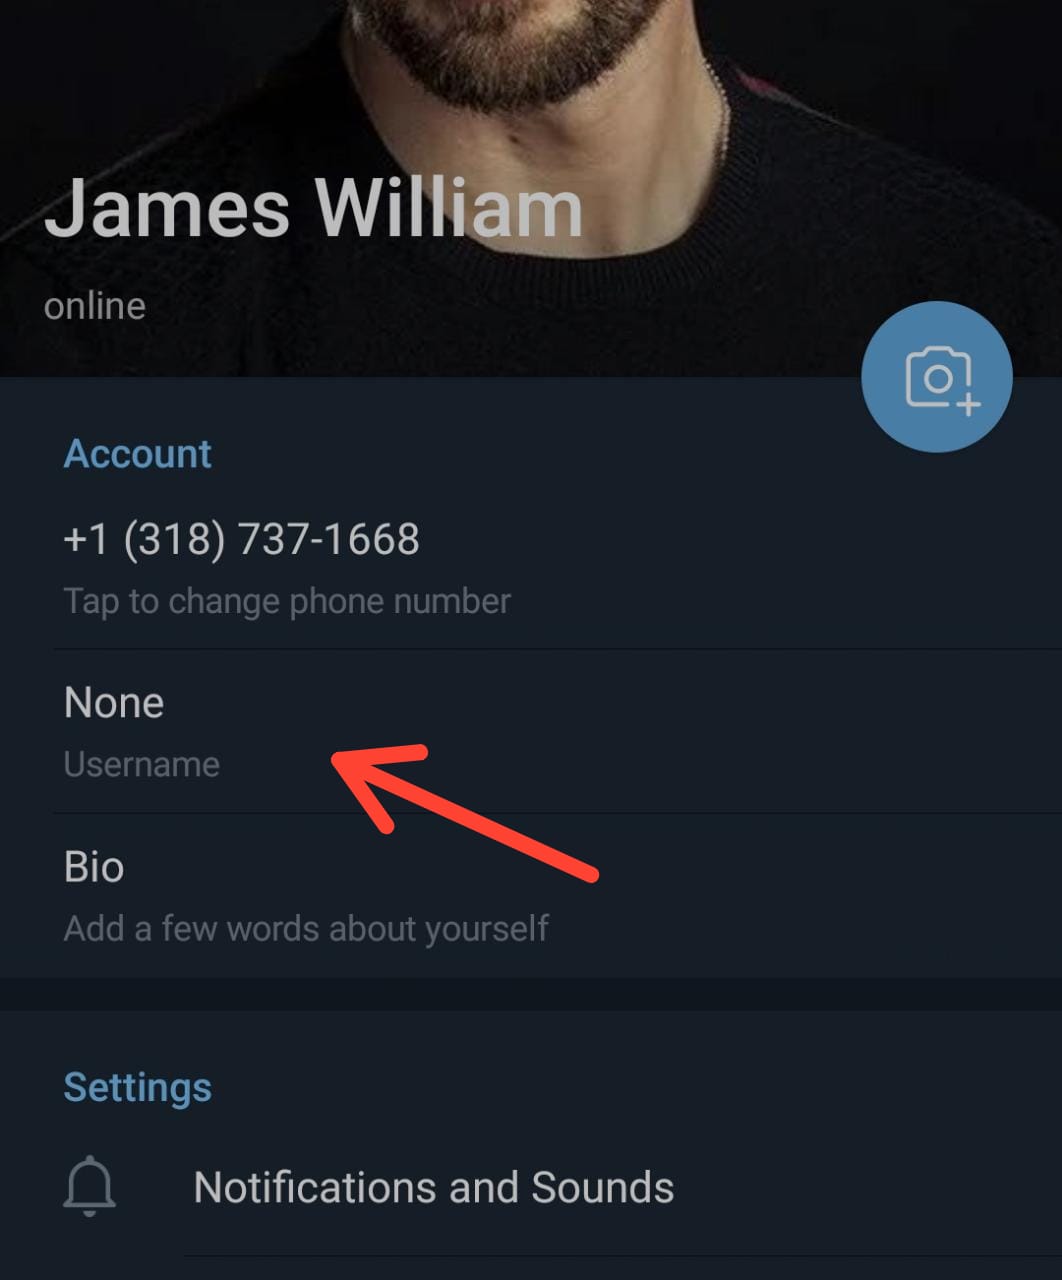 James William
online
Account
+1 (318) 737-1668
Tap to change phone number
None
Username
Bio
Add a few words about yourself
Settings
Notifications and Sounds